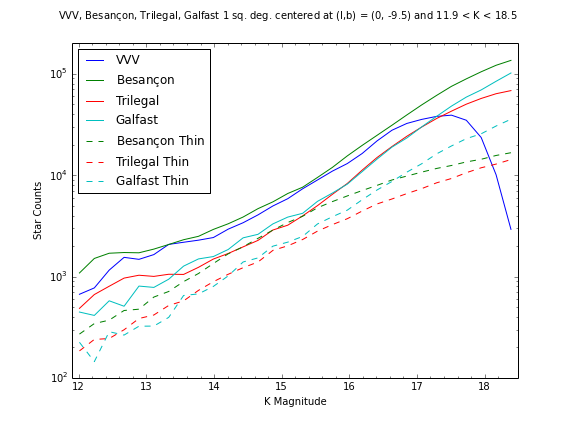 VVV, Besançon, Trilegal, Galfast 1 sq. deg. centered at (l,b) = (0, -9.5) and 11.9 < K < 18.5
VVV
Besançon
Trilegal
Galfast
Besançon Thin
Trilegal Thin
Galfast Thin
Star Counts
10⁵
10⁴
10³
10²
12 13 14 15 16 17 18
K Magnitude